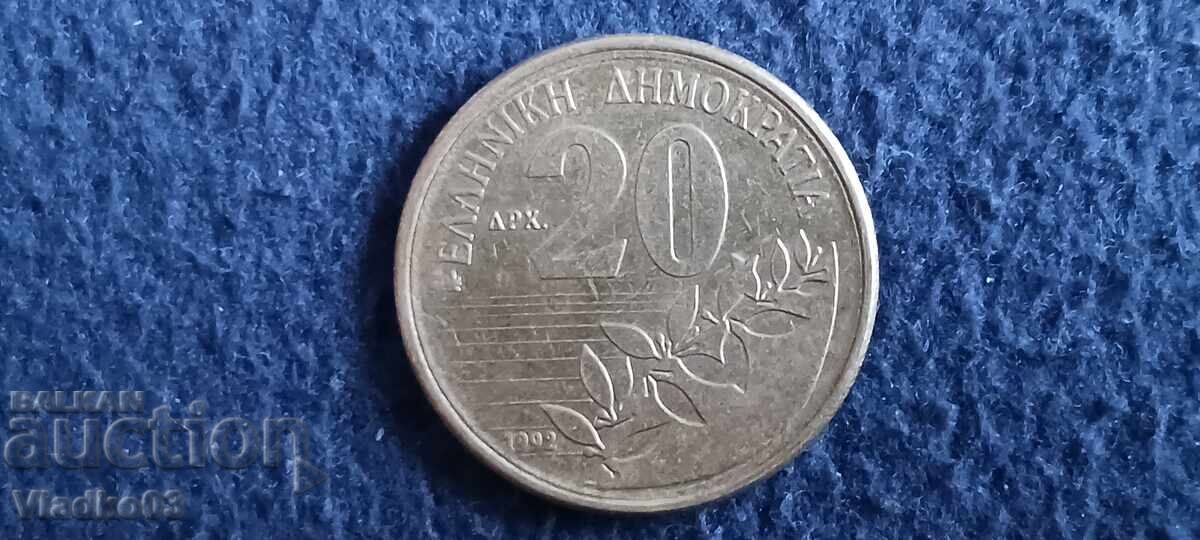 ΕΛΛΗΝΙΚΗ ΔΗΜΟΚΡΑΤΙΑ
ΔΡΧ. 20
1992
BALKAN
auction
Vladko03